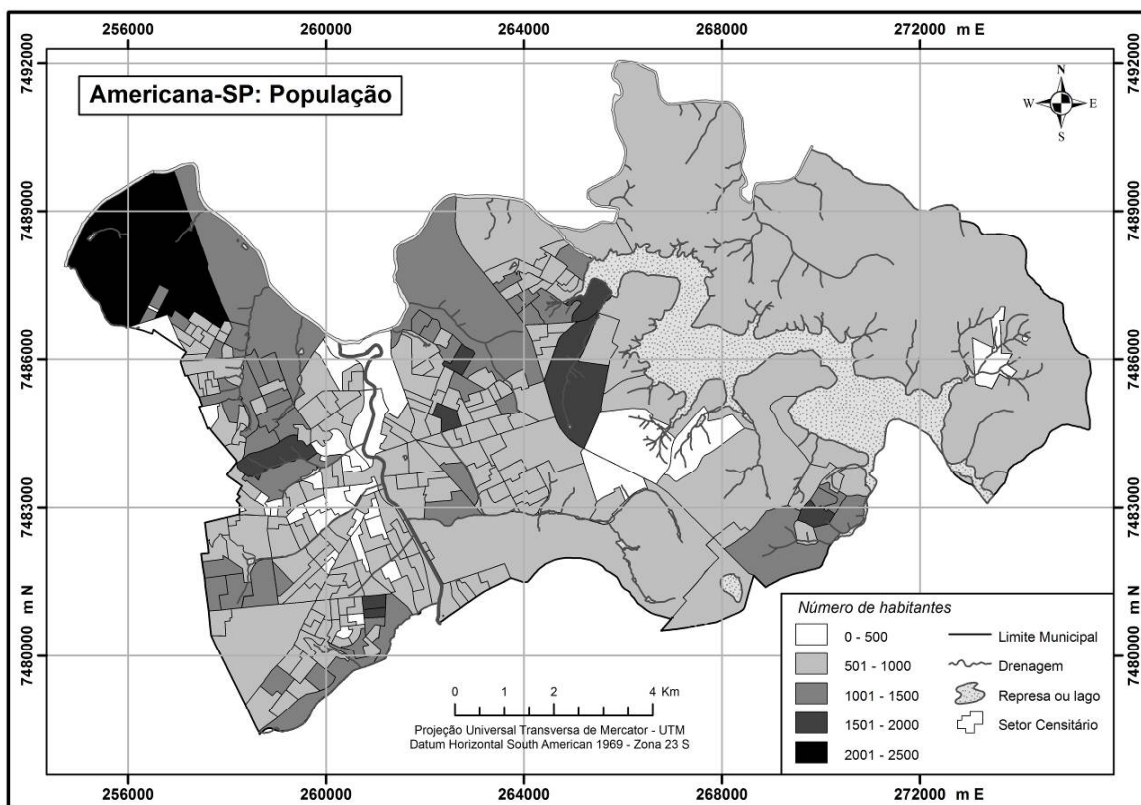 256000 260000 264000 268000 272000 m E
7492000 7492000
Americana-SP: População
N
W E
S
7489000 7489000
7486000 7486000
7483000 7483000
m N m N
7480000 7480000
Número de habitantes
0 - 500
501 - 1000
1001 - 1500
1501 - 2000
2001 - 2500
Limite Municipal
Drenagem
Represa ou lago
Setor Censitário
0 1 2 4 Km
Projeção Universal Transversa de Mercator - UTM
Datum Horizontal South American 1969 - Zona 23 S
256000 260000 264000 268000 272000